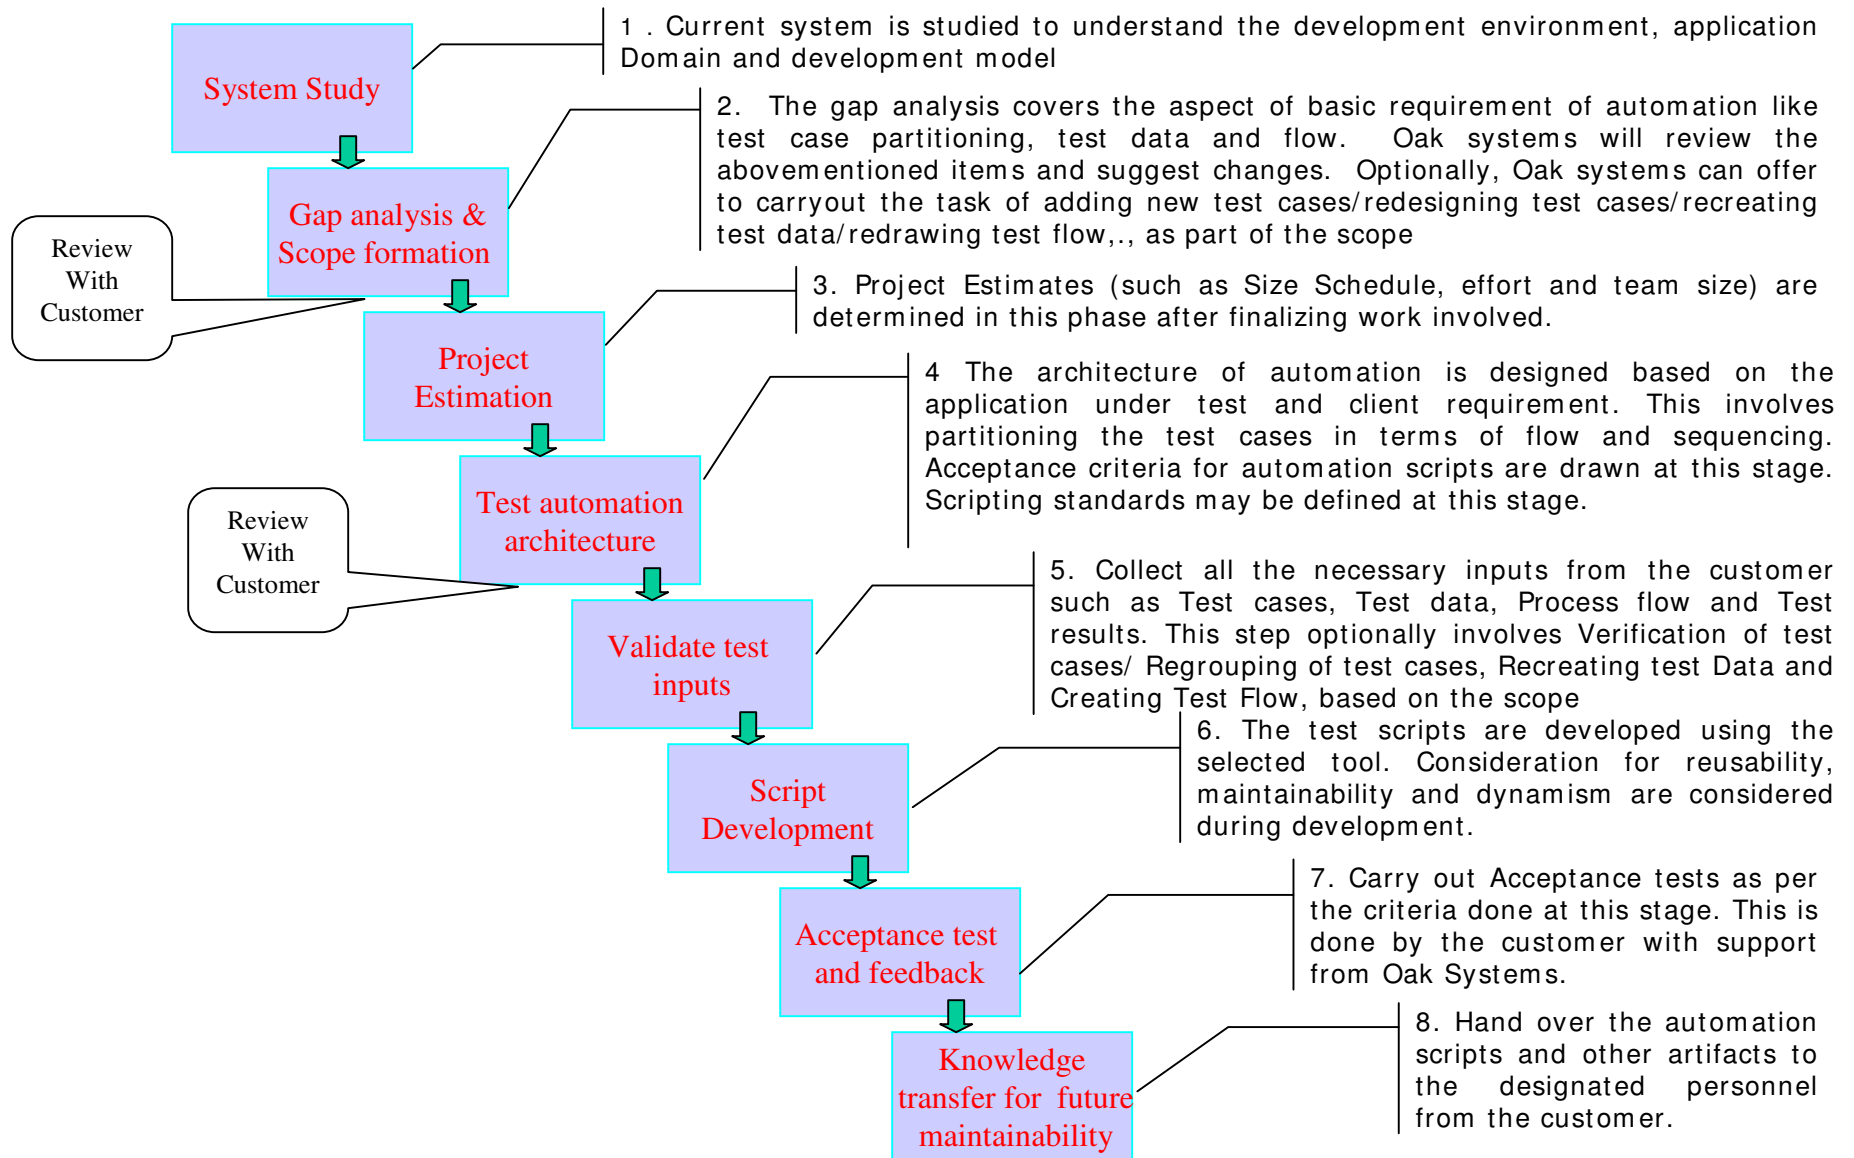 System Study
1 . Current system is studied to understand the development environment, application
Domain and development model
Gap analysis &
Scope formation
2. The gap analysis covers the aspect of basic requirement of automation like
test case partitioning, test data and flow. Oak systems will review the
abovementioned items and suggest changes. Optionally, Oak systems can offer
to carryout the task of adding new test cases/redesigning test cases/recreating
test data/redrawing test flow,., as part of the scope
Review
With
Customer
Project
Estimation
3. Project Estimates (such as Size Schedule, effort and team size) are
determined in this phase after finalizing work involved.
Test automation
architecture
4 The architecture of automation is designed based on the
application under test and client requirement. This involves
partitioning the test cases in terms of flow and sequencing.
Acceptance criteria for automation scripts are drawn at this stage.
Scripting standards may be defined at this stage.
Review
With
Customer
Validate test
inputs
5. Collect all the necessary inputs from the customer
such as Test cases, Test data, Process flow and Test
results. This step optionally involves Verification of test
cases/ Regrouping of test cases, Recreating test Data and
Creating Test Flow, based on the scope
Script
Development
6. The test scripts are developed using the
selected tool. Consideration for reusability,
maintainability and dynamism are considered
during development.
Acceptance test
and feedback
7. Carry out Acceptance tests as per
the criteria done at this stage. This is
done by the customer with support
from Oak Systems.
Knowledge
transfer for future
maintainability
8. Hand over the automation
scripts and other artifacts to
the designated personnel
from the customer.